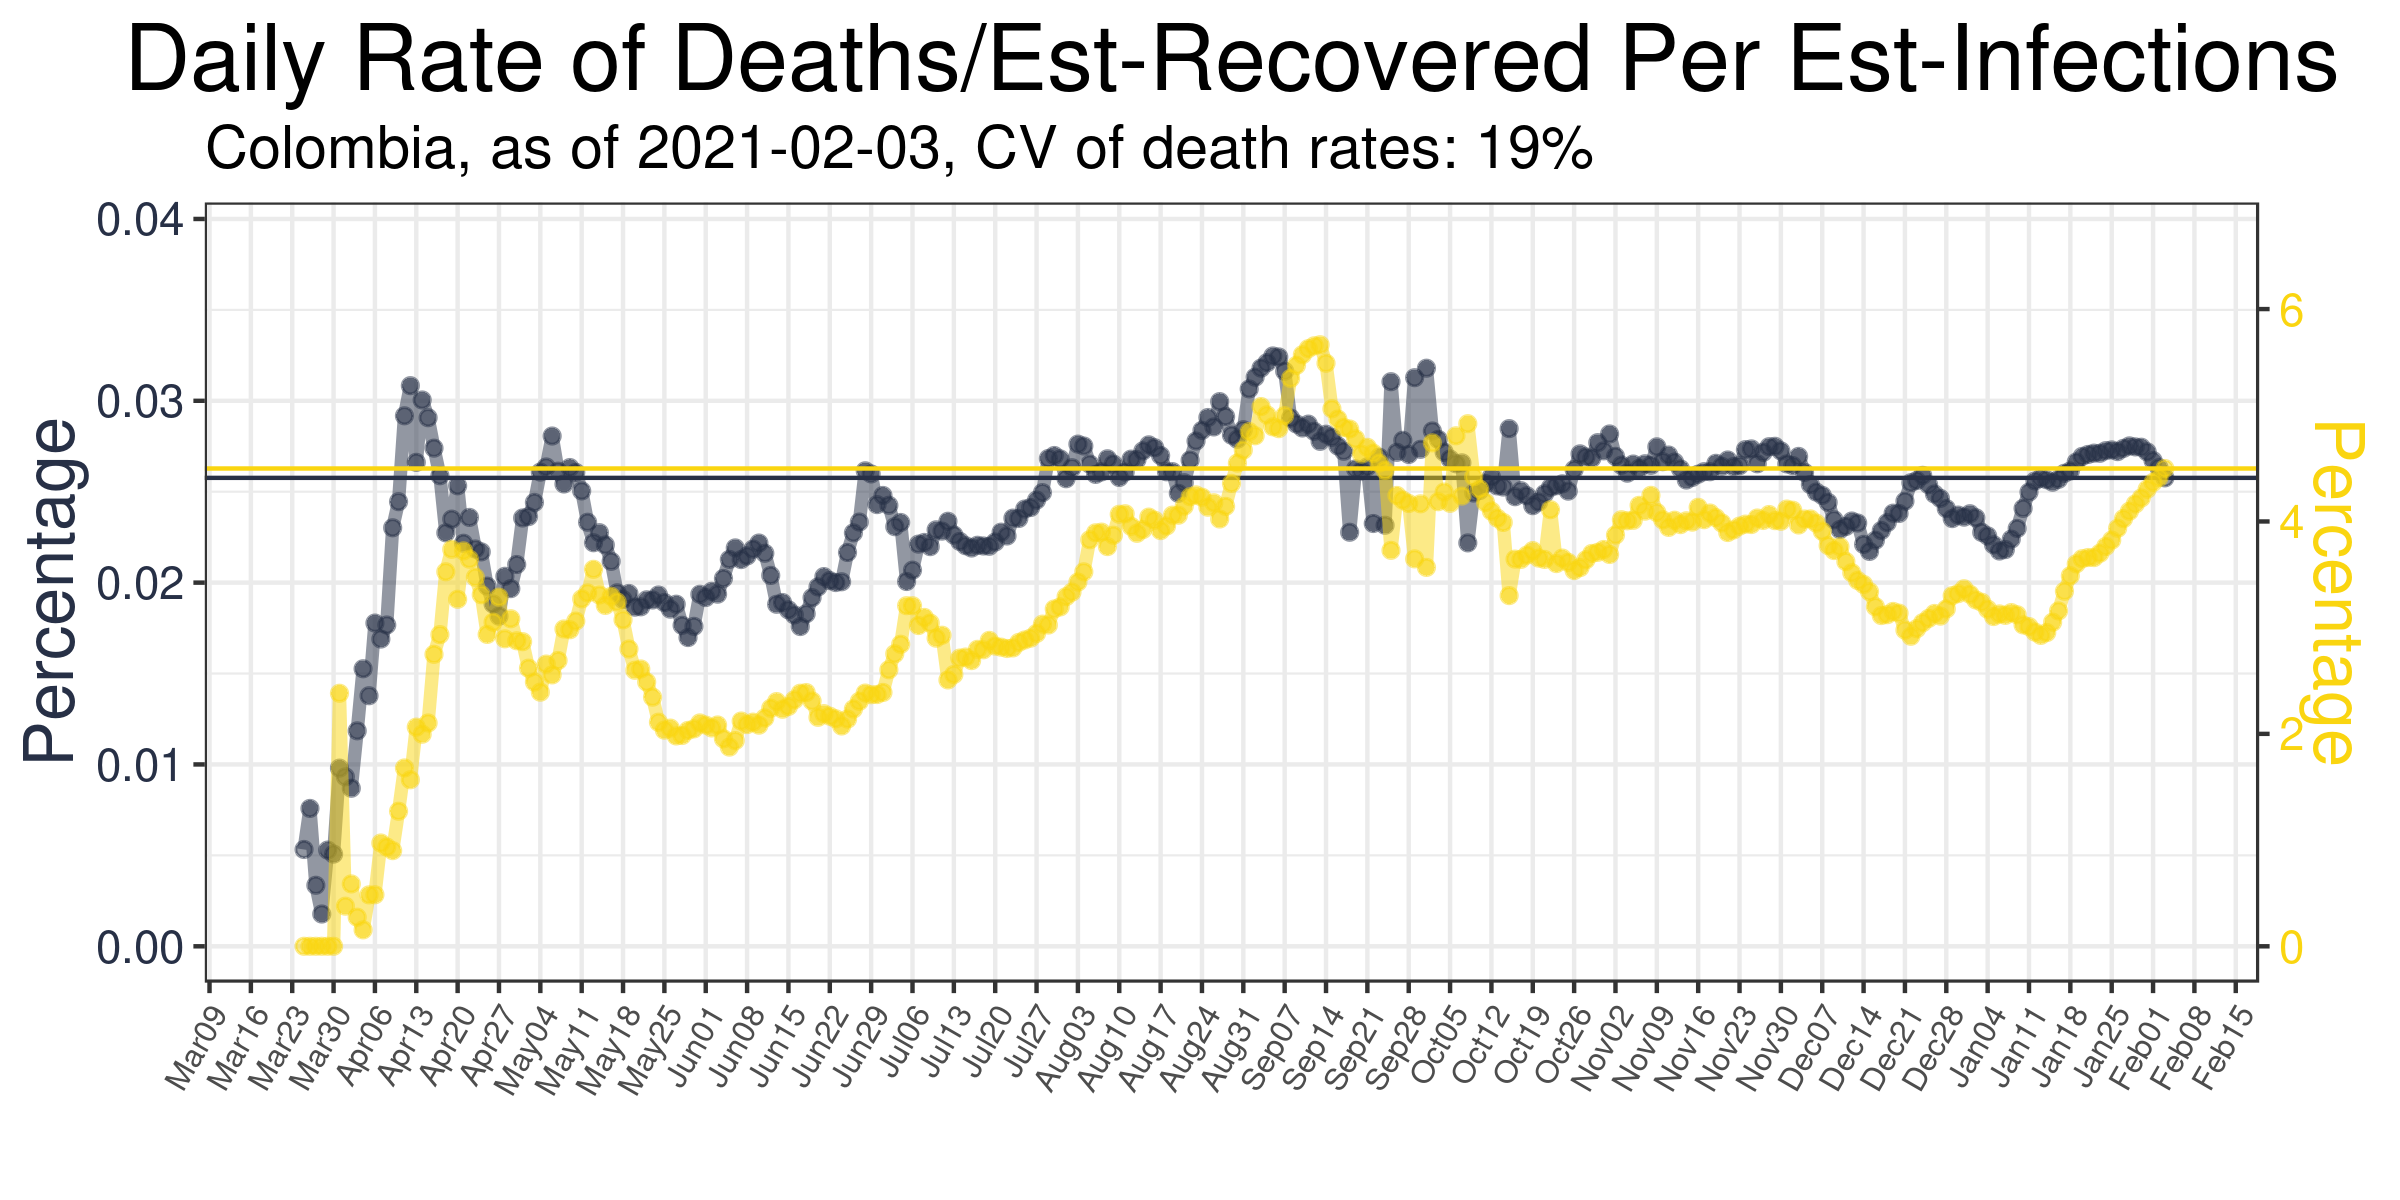 Daily Rate of Deaths/Est-Recovered Per Est-Infections
Colombia, as of 2021-02-03, CV of death rates: 19%
Percentage
0.04
0.03
0.02
0.01
0.00
6
4
2
0
Percentage
Mar09 Mar16 Mar23 Mar30 Apr06 Apr13 Apr20 Apr27 May04 May11 May18 May25 Jun01 Jun08 Jun15 Jun22 Jun29 Jul06 Jul13 Jul20 Jul27 Aug03 Aug10 Aug17 Aug24 Aug31 Sep07 Sep14 Sep21 Sep28 Oct05 Oct12 Oct19 Oct26 Nov02 Nov09 Nov16 Nov23 Nov30 Dec07 Dec14 Dec21 Dec28 Jan04 Jan11 Jan18 Jan25 Feb01 Feb08 Feb15